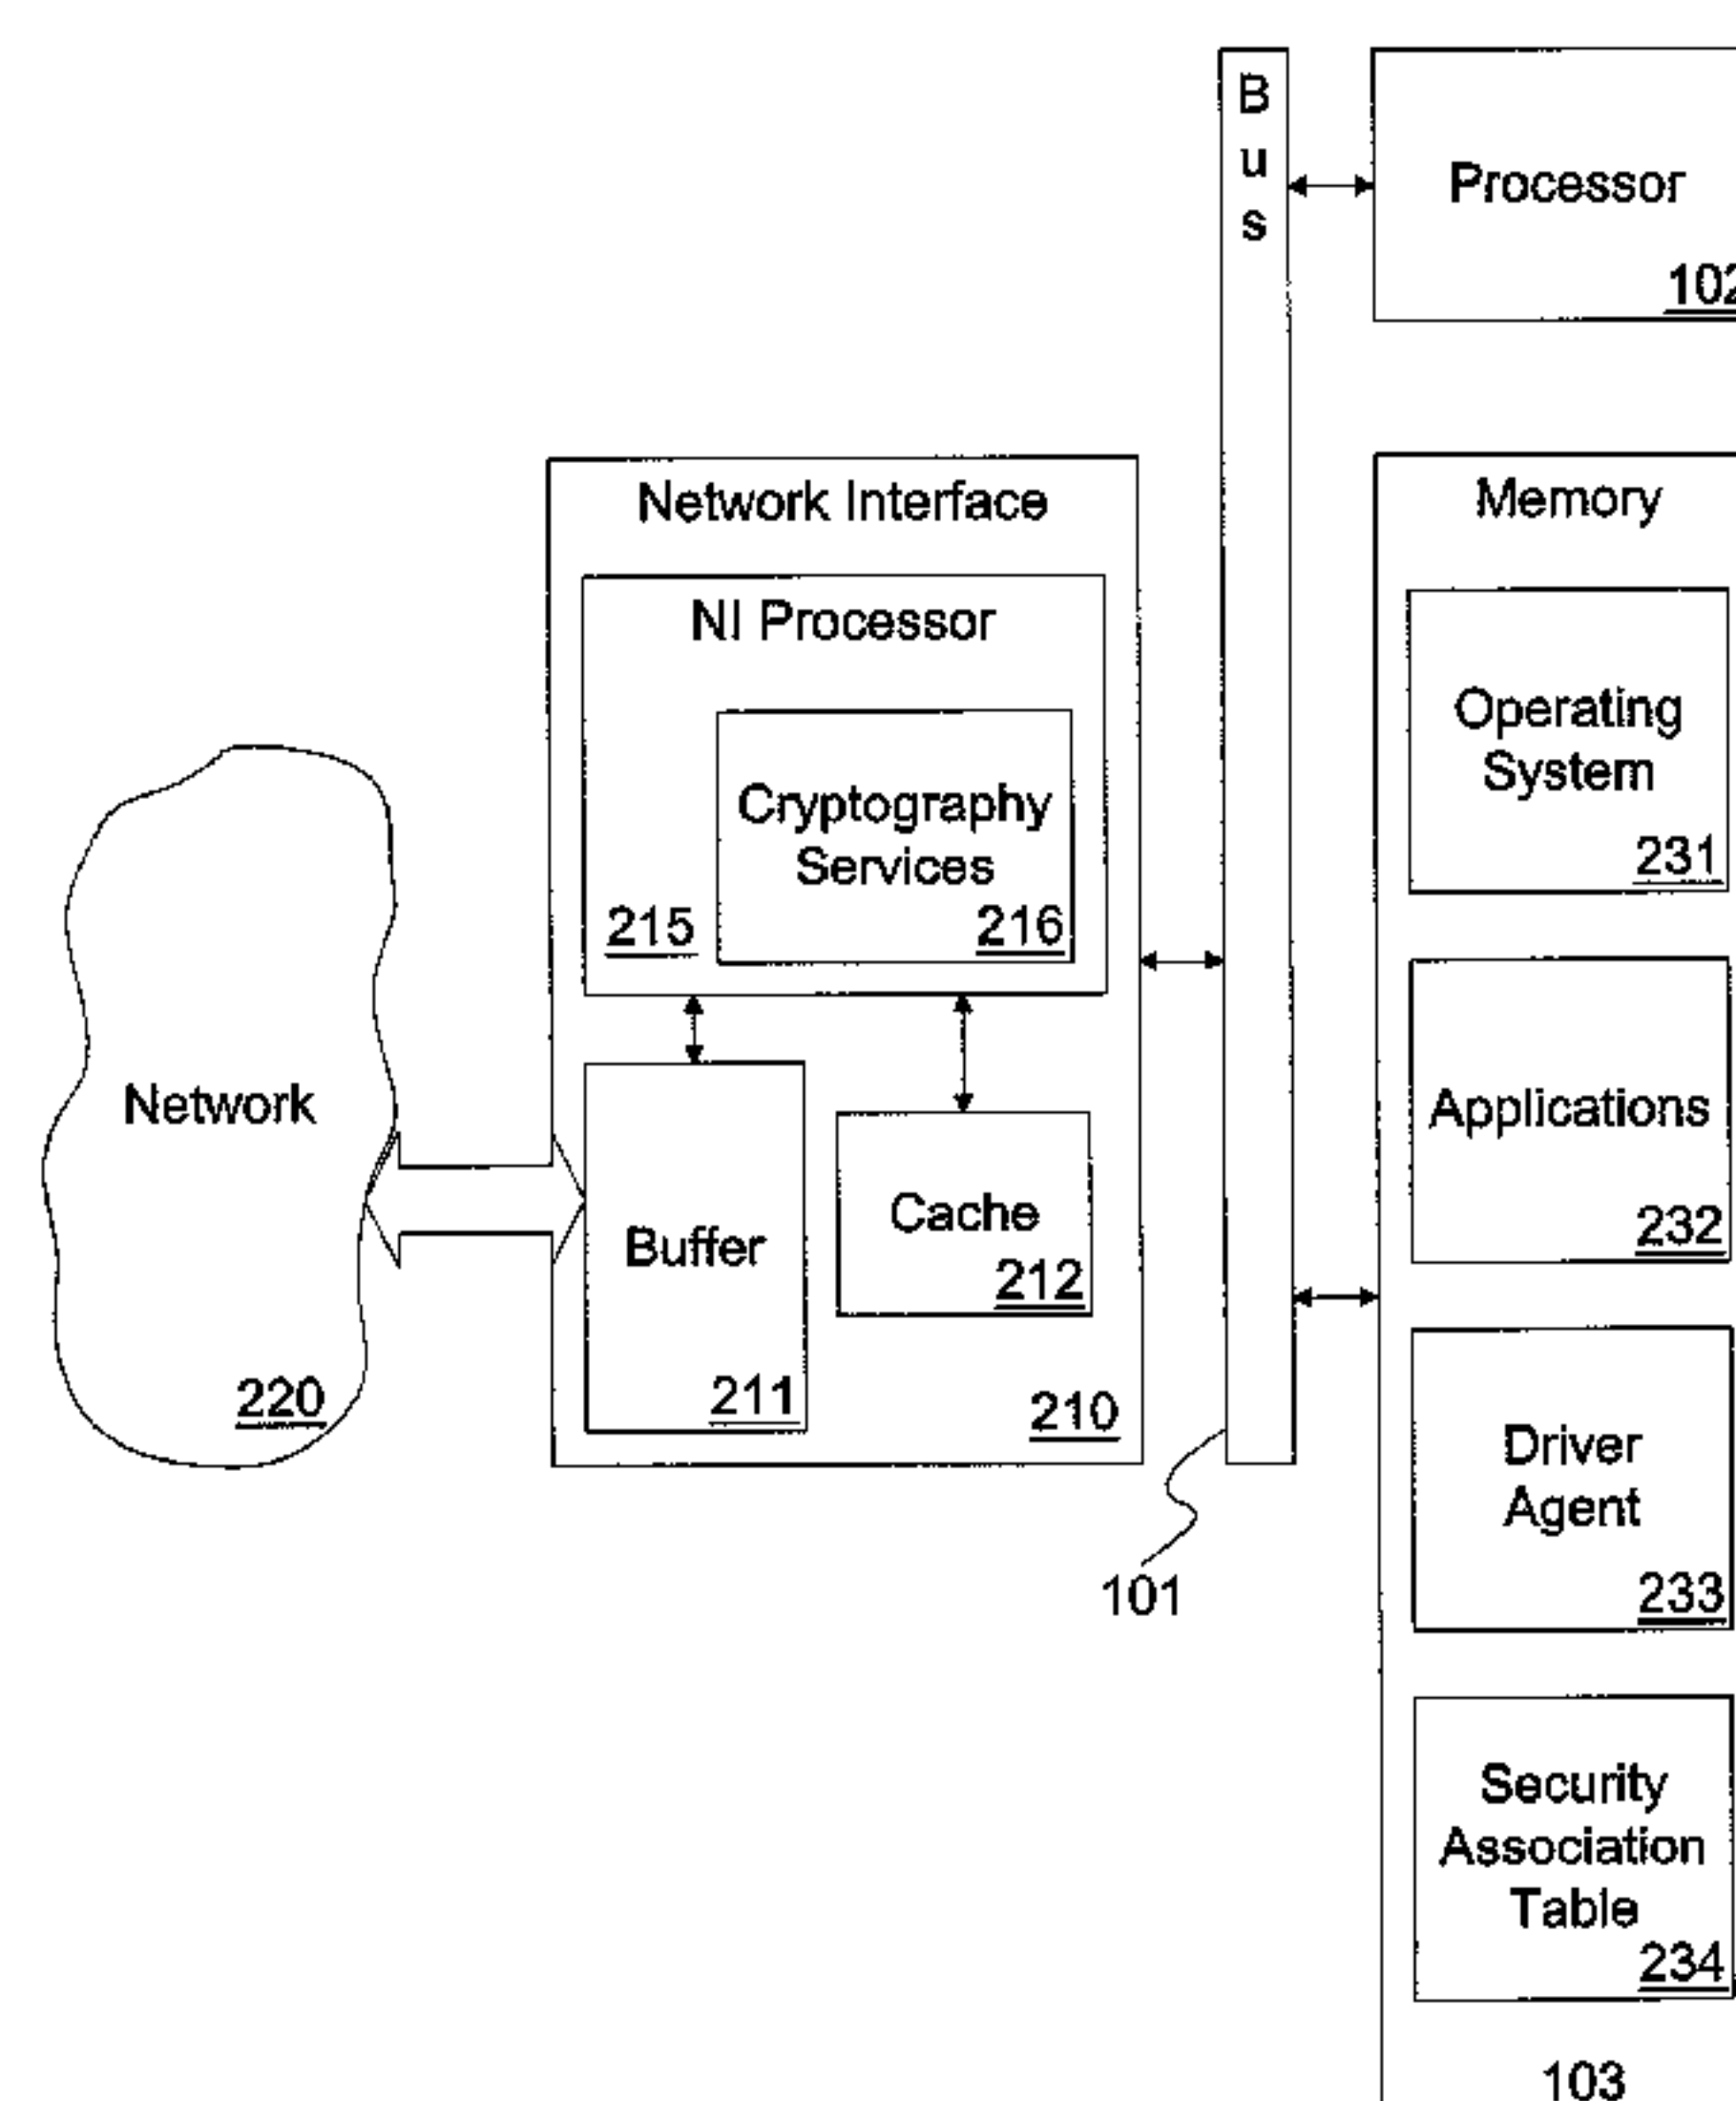 B
u
s
Processor
102
Network Interface
NI Processor
Cryptography
Services
215
216
Buffer
211
Cache
212
210
Network
220
101
Memory
Operating
System
231
Applications
232
Driver
Agent
233
Security
Association
Table
234
103